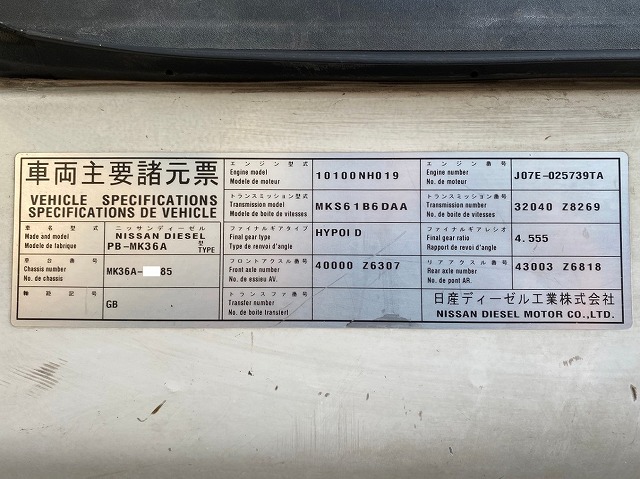 車両主要諸元票
VEHICLE SPECIFICATIONS
SPECIFICATIONS DE VEHICLE
車名型式
Made and model
Modele de fabrique
ニッサンディーゼル
NISSAN DIESEL
PB-MK36A
型
TYPE
車台番号
Chassis number
No. de chassis
MK36A-
85
軸距記号
GB
エンジン型式
Engine model
Modele de moteur
10100NH019
トランスミッション型式
Transmission model
Modele de boite de vitesses
MKS61B6DAA
ファイナルギアタイプ
Final gear type
Type de renvoi d'angle
HYPOI D
フロントアクスル番号
Front axle number
No. de essieu AV.
40000 Z6307
トランスファ番号
Transfer number
No. de boite transfert
エンジン番号
Engine number
No. de moteur
J07E-025739TA
トランスミッション番号
Transmission number
No. de boite de vitesses
32040 Z8269
ファイナルギアレシオ
Final gear ratio
Rapport de revoi d'angle
4.555
リアアクスル番号
Rear axle number
No. de pont AR.
43003 Z6818
日産ディーゼル工業株式会社
NISSAN DIESEL MOTOR CO.,LTD.